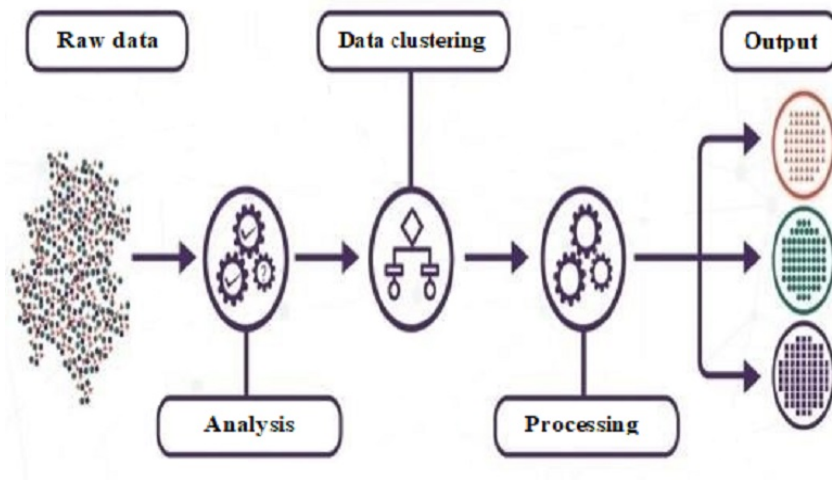 Raw data
Data clustering
Output
?
Analysis
Processing